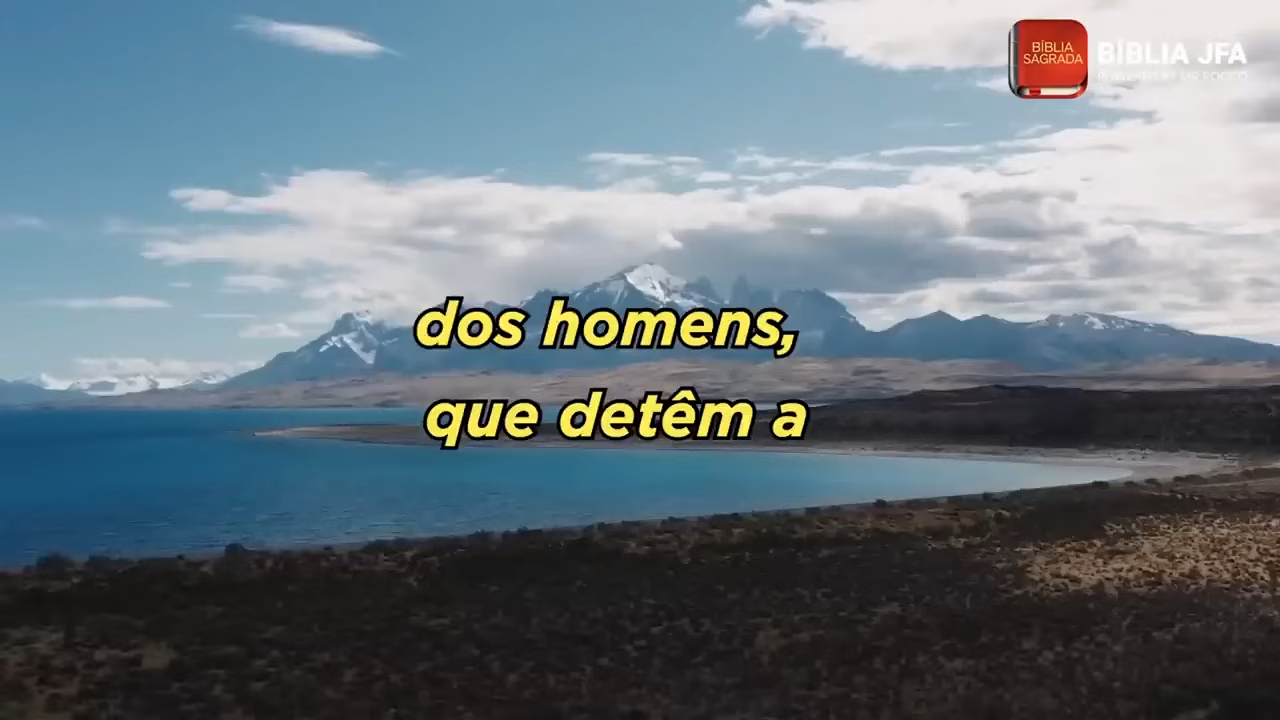 BÍBLIA
SAGRADA
BÍBLIA JFA
dos homens,
que detêm a